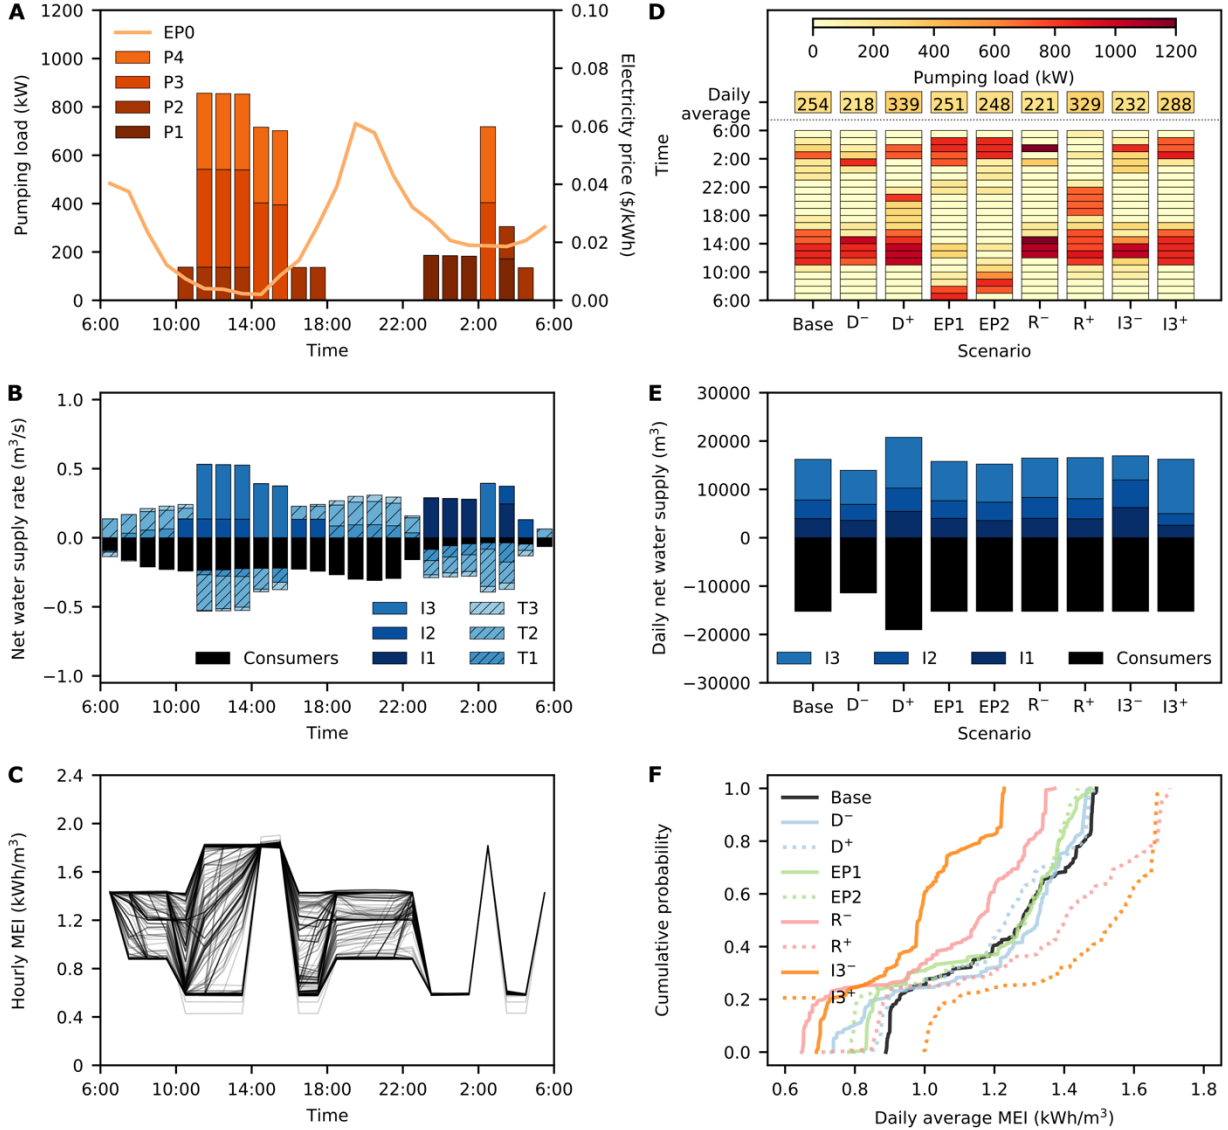 A
1200
1000
800
600
400
200
0
Pumping load (kW)
EP0
P4
P3
P2
P1
0.10
0.08
0.06
0.04
0.02
0.00
Electricity price ($/kWh)
6:00 10:00 14:00 18:00 22:00 2:00 6:00
Time
B
1.0
0.5
0.0
−0.5
−1.0
Net water supply rate (m³/s)
I3 T3
I2 T2
Consumers I1 T1
6:00 10:00 14:00 18:00 22:00 2:00 6:00
Time
C
2.4
2.0
1.6
1.2
0.8
0.4
0
Hourly MEI (kWh/m³)
6:00 10:00 14:00 18:00 22:00 2:00 6:00
Time
D
0 200 400 600 800 1000 1200
Pumping load (kW)
Daily
average
254 218 339 251 248 221 329 232 288
6:00
2:00
22:00
18:00
14:00
10:00
6:00
Time
Base D⁻ D⁺ EP1 EP2 R⁻ R⁺ I3⁻ I3⁺
Scenario
E
30000
20000
10000
0
−10000
−20000
−30000
Daily net water supply (m³)
I3 I2 I1 Consumers
Base D⁻ D⁺ EP1 EP2 R⁻ R⁺ I3⁻ I3⁺
Scenario
F
1.0
0.8
0.6
0.4
0.2
0.0
Cumulative probability
Base
D⁻
D⁺
EP1
EP2
R⁻
R⁺
I3⁻
I3⁺
0.6 0.8 1.0 1.2 1.4 1.6 1.8
Daily average MEI (kWh/m³)